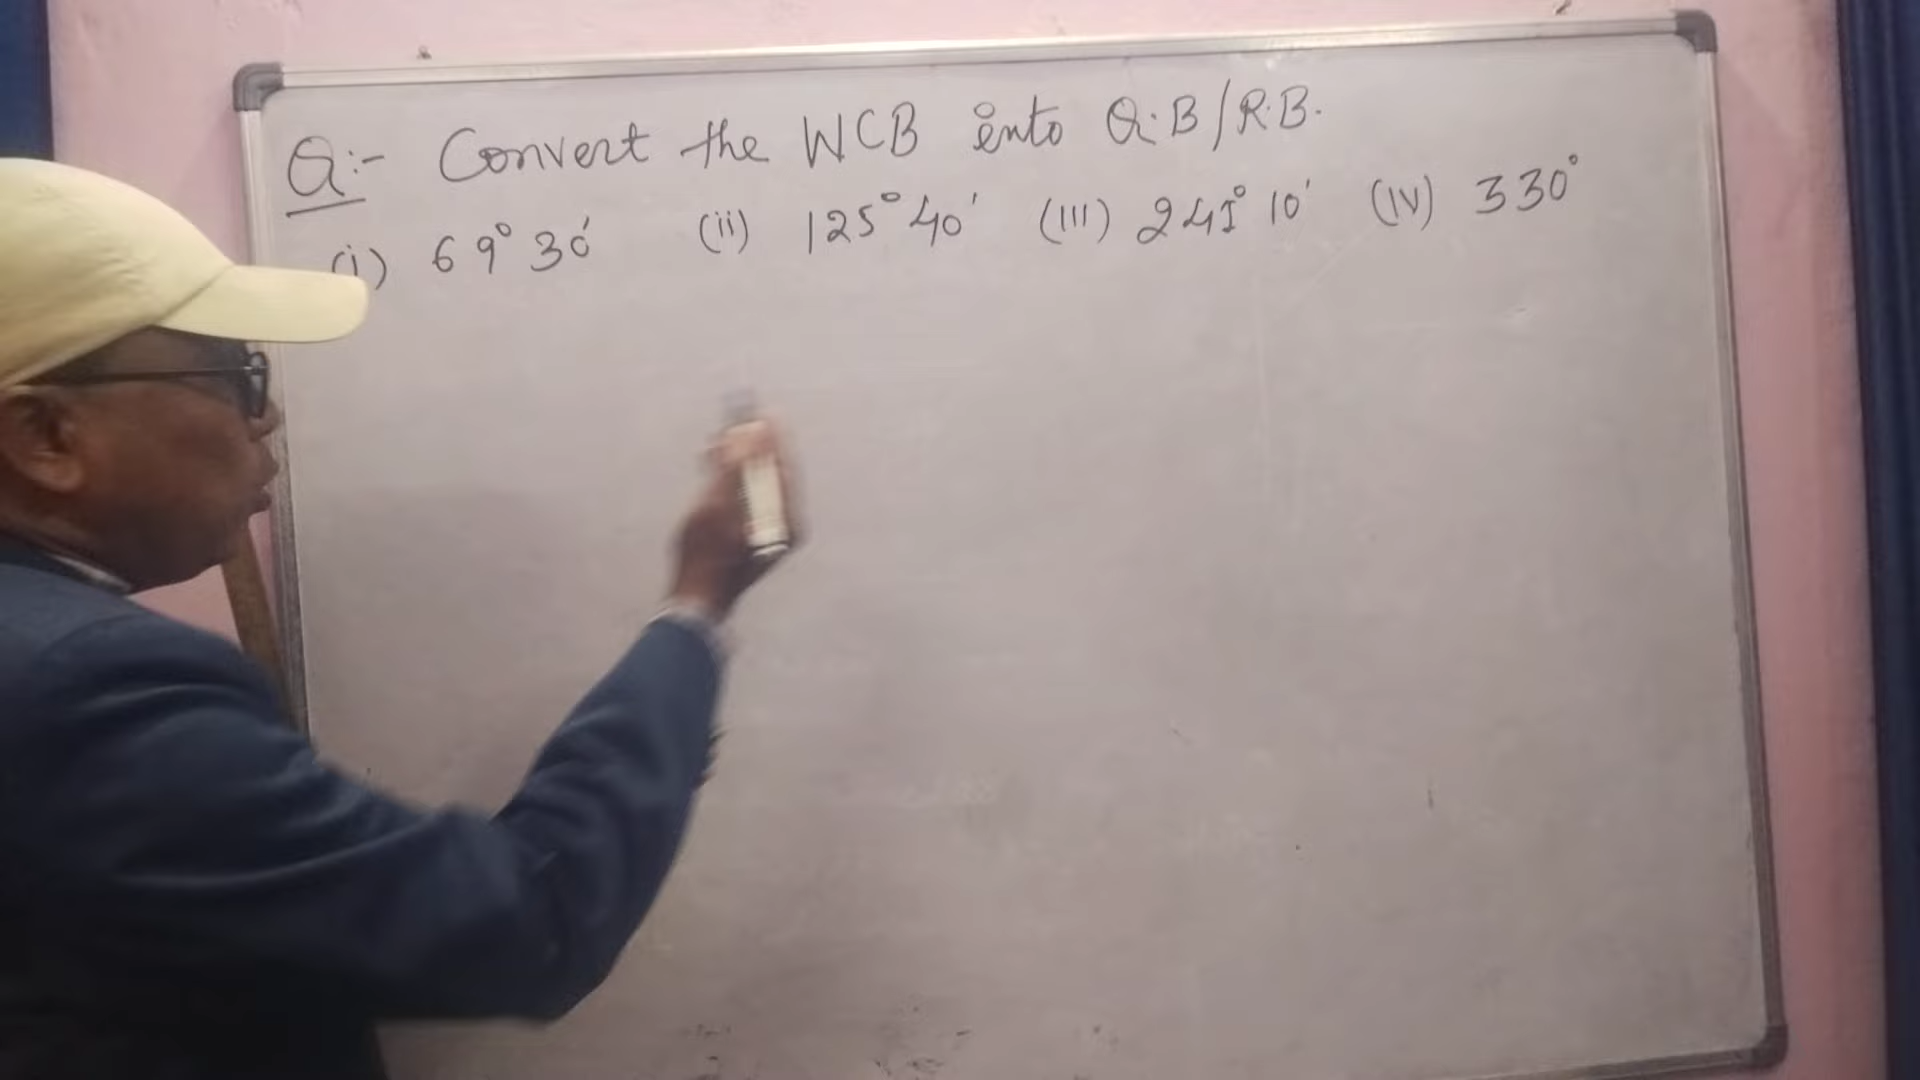 Q:- Convert the WCB into Q.B/R.B.
(i) 69° 30' (ii) 125° 40' (III) 241° 10' (IV) 330°